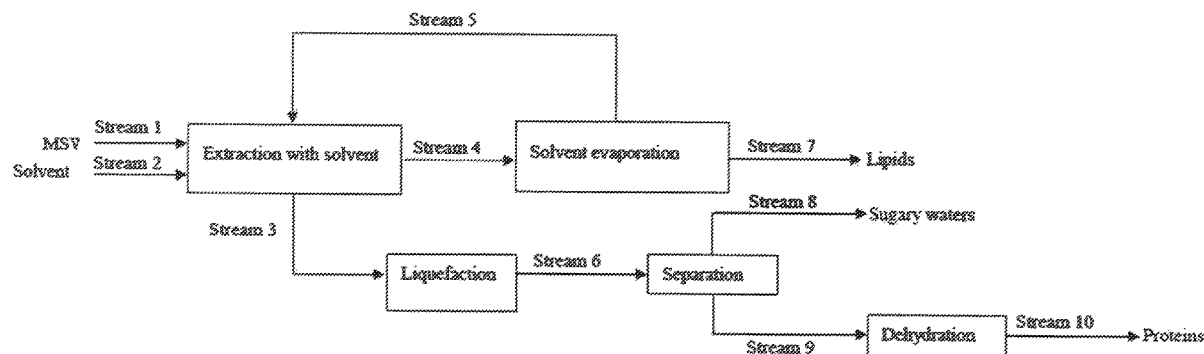 Stream 5
MSV
Stream 1
Solvent
Stream 2
Extraction with solvent
Stream 4
Solvent evaporation
Stream 7
Lipids
Stream 3
Stream 8
Sugary waters
Liquefaction
Stream 6
Separation
Stream 9
Dehydration
Stream 10
Proteins